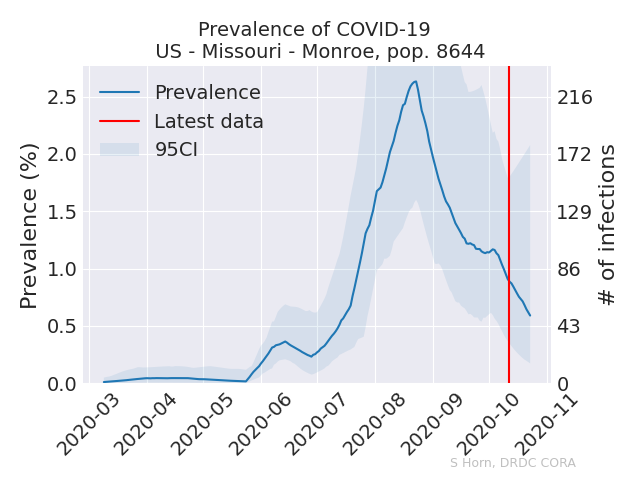 Prevalence of COVID-19
US - Missouri - Monroe, pop. 8644
Prevalence
Latest data
95CI
Prevalence (%)
2.5
2.0
1.5
1.0
0.5
0.0
216
172
129
86
43
0
# of infections
2020-03
2020-04
2020-05
2020-06
2020-07
2020-08
2020-09
2020-10
2020-11
S Horn, DRDC CORA